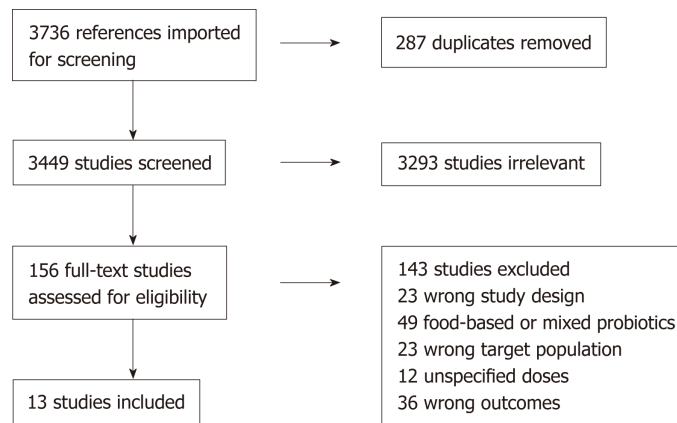 3736 references imported
for screening
287 duplicates removed
3449 studies screened
3293 studies irrelevant
156 full-text studies
assessed for eligibility
143 studies excluded
23 wrong study design
49 food-based or mixed probiotics
23 wrong target population
12 unspecified doses
36 wrong outcomes
13 studies included